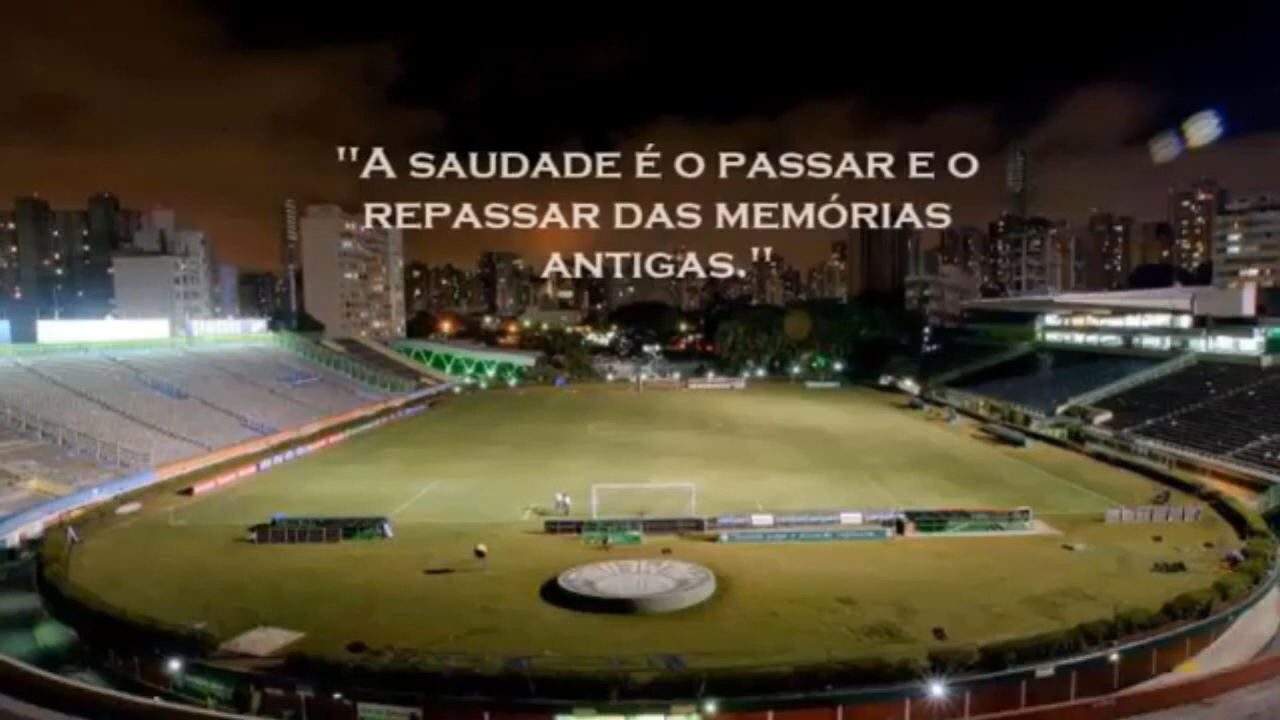 "A SAUDADE É O PASSAR E O
REPASSAR DAS MEMÓRIAS
ANTIGAS."